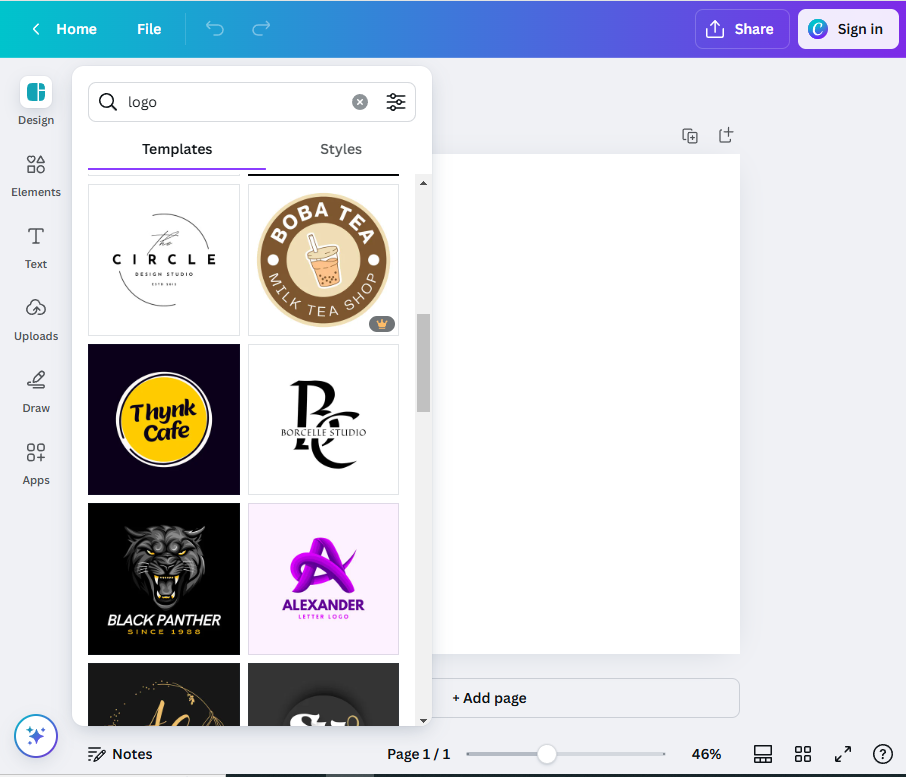 Home
File
Share
Sign in
Design
Elements
Text
Uploads
Draw
Apps
logo
Templates
Styles
the
CIRCLE
DESIGN STUDIO
BOBA TEA
MILK TEA SHOP
Thynk
Cafe
BC
BORCELLE STUDIO
BLACK PANTHER
SINCE 1988
A
ALEXANDER
LETTER LOGO
+ Add page
Notes
Page 1 / 1
46%